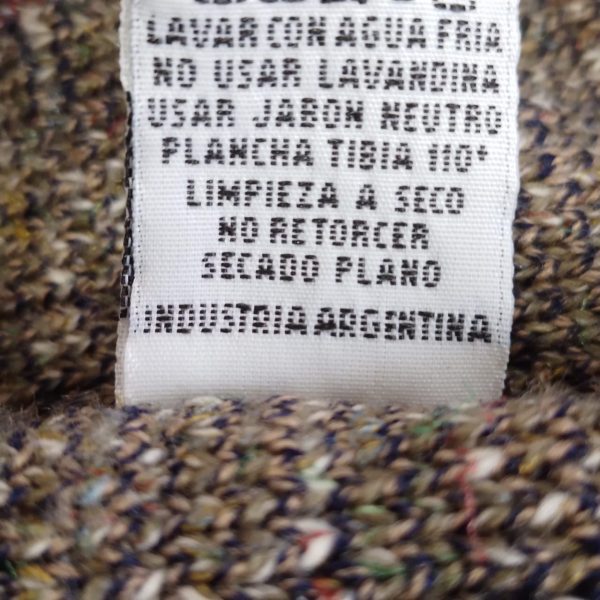 LAVAR CON AGUA FRIA
NO USAR LAVANDINA
USAR JABON NEUTRO
PLANCHA TIBIA 110°
LIMPIEZA A SECO
NO RETORCER
SECADO PLANO
INDUSTRIA ARGENTINA